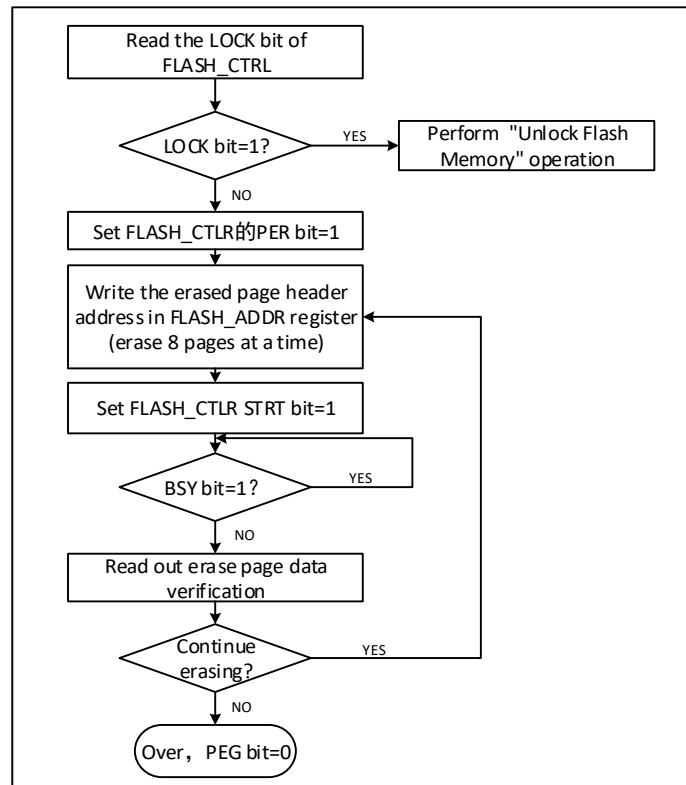 Read the LOCK bit of
FLASH_CTRL
LOCK bit=1?
YES
Perform "Unlock Flash
Memory" operation
NO
Set FLASH_CTLR的PER bit=1
Write the erased page header
address in FLASH_ADDR register
(erase 8 pages at a time)
Set FLASH_CTLR STRT bit=1
BSY bit=1?
YES
NO
Read out erase page data
verification
Continue
erasing?
YES
NO
Over，PEG bit=0